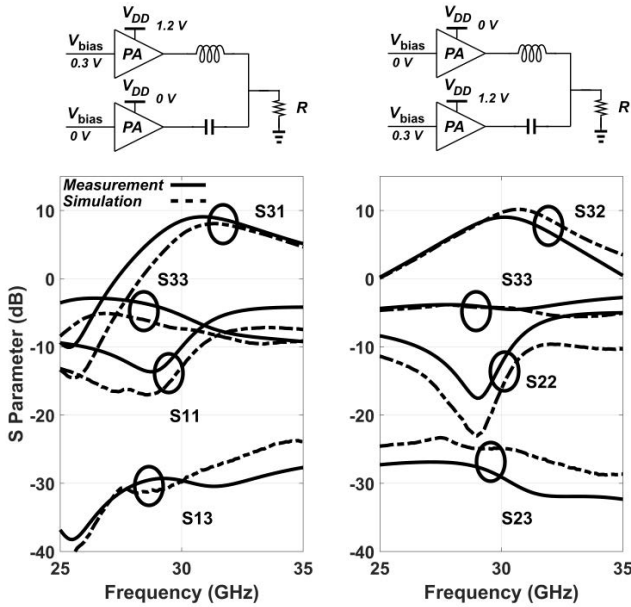 VDD 1.2 V
Vbias
0.3 V
PA
VDD 0 V
Vbias
0 V
PA
R
VDD 0 V
Vbias
0 V
PA
VDD 1.2 V
Vbias
0.3 V
PA
R
Measurement
Simulation
S31
S33
S11
S13
10
0
-10
-20
-30
-40
25
30
35
S Parameter (dB)
Frequency (GHz)
S32
S33
S22
S23
10
0
-10
-20
-30
-40
25
30
35
Frequency (GHz)